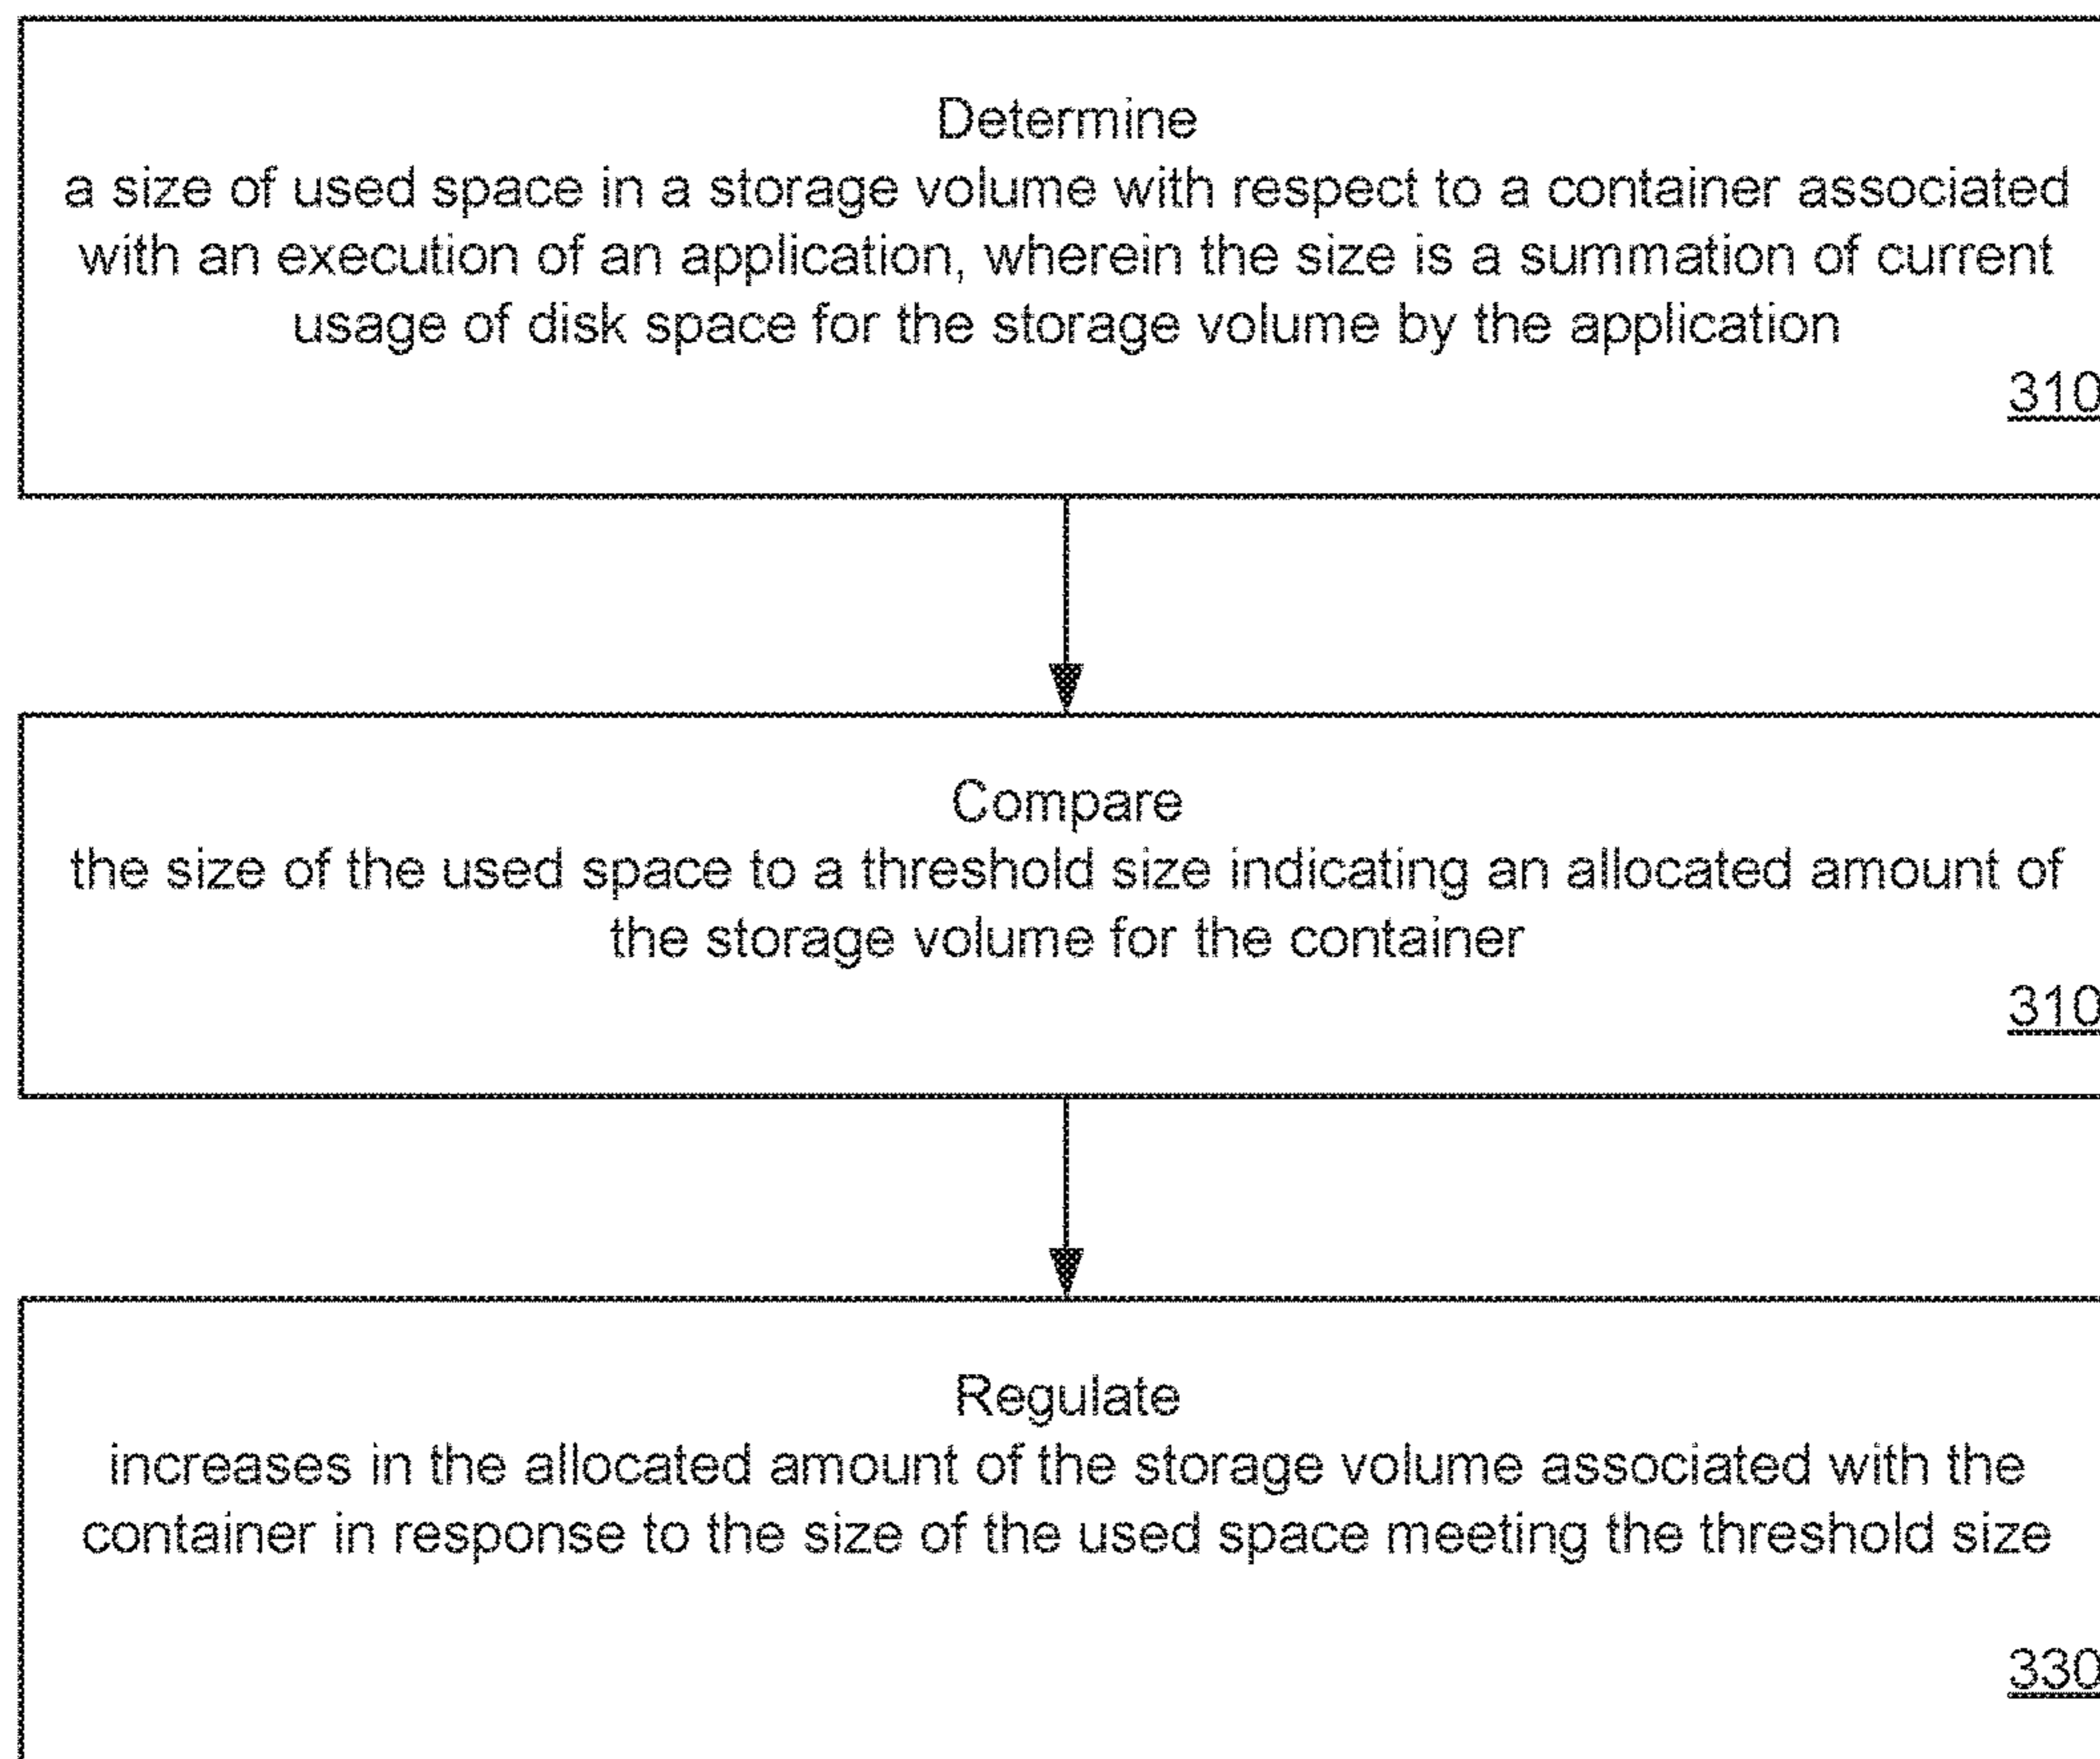 Determine
a size of used space in a storage volume with respect to a container associated
with an execution of an application, wherein the size is a summation of current
usage of disk space for the storage volume by the application
310
Compare
the size of the used space to a threshold size indicating an allocated amount of
the storage volume for the container
310
Regulate
increases in the allocated amount of the storage volume associated with the
container in response to the size of the used space meeting the threshold size
330